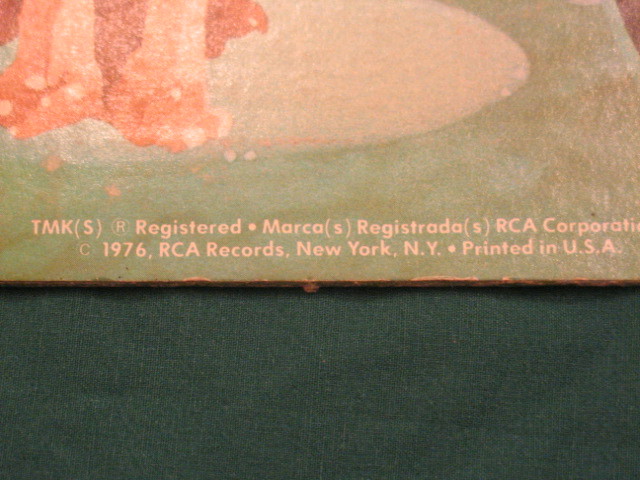 TMK(S) ® Registered • Marca(s) Registrada(s) RCA Corporatio
© 1976, RCA Records, New York, N.Y. • Printed in U.S.A.